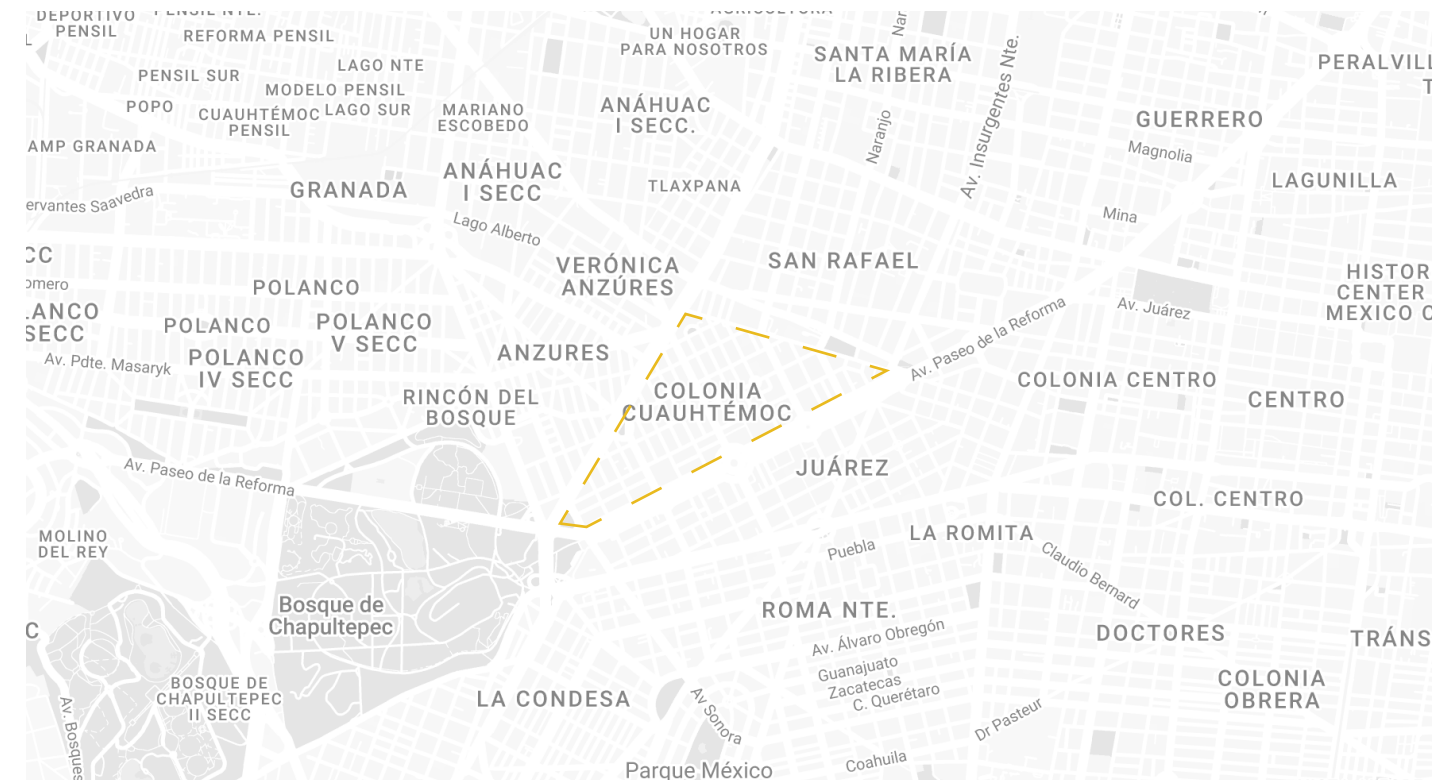 DEPORTIVO
PENSIL
PENSIL NTE.
REFORMA PENSIL
AGRICULTURA
UN HOGAR
PARA NOSOTROS
SANTA MARÍA
LA RIBERA
Av. Insurgentes Nte.
PERALVILL
T
LAGO NTE
PENSIL SUR
MODELO PENSIL
POPO
CUAUHTÉMOC
PENSIL
LAGO SUR
MARIANO
ESCOBEDO
ANÁHUAC
I SECC.
Naranjo
Nar
GUERRERO
Magnolia
AMP GRANADA
ANÁHUAC
I SECC
GRANADA
TLAXPANA
LAGUNILLA
ervantes Saavedra
Lago Alberto
Mina
CC
omero
VERÓNICA
ANZÚRES
SAN RAFAEL
HISTOR
CENTER
MEXICO C
POLANCO
LANCO
SECC
POLANCO
POLANCO
V SECC
Av. Juárez
Av. Paseo de la Reforma
Av. Pdte. Masaryk
POLANCO
IV SECC
ANZURES
COLONIA
CUAUHTÉMOC
COLONIA CENTRO
CENTRO
RINCÓN DEL
BOSQUE
Av. Paseo de la Reforma
JUÁREZ
COL. CENTRO
MOLINO
DEL REY
LA ROMITA
Puebla
Claudio Bernard
Bosque de
Chapultepec
ROMA NTE.
C
Av. Álvaro Obregón
DOCTORES
TRÁNS
Guanajuato
Zacatecas
C. Querétaro
BOSQUE DE
CHAPULTEPEC
II SECC
LA CONDESA
Av Sonora
COLONIA
OBRERA
Av. Bosques
Dr Pasteur
Parque México
Coahuila